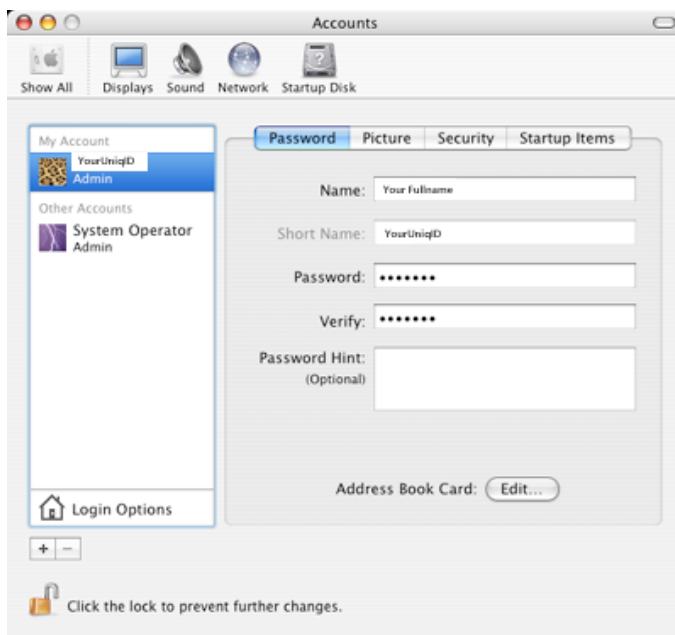 Accounts
Show All Displays Sound Network Startup Disk
My Account
YourUniqID
Admin
Other Accounts
System Operator
Admin
Login Options
Password Picture Security Startup Items
Name: Your Fullname
Short Name: YourUniqID
Password: •••••••
Verify: •••••••
Password Hint:
(Optional)
Address Book Card: Edit...
+ −
Click the lock to prevent further changes.